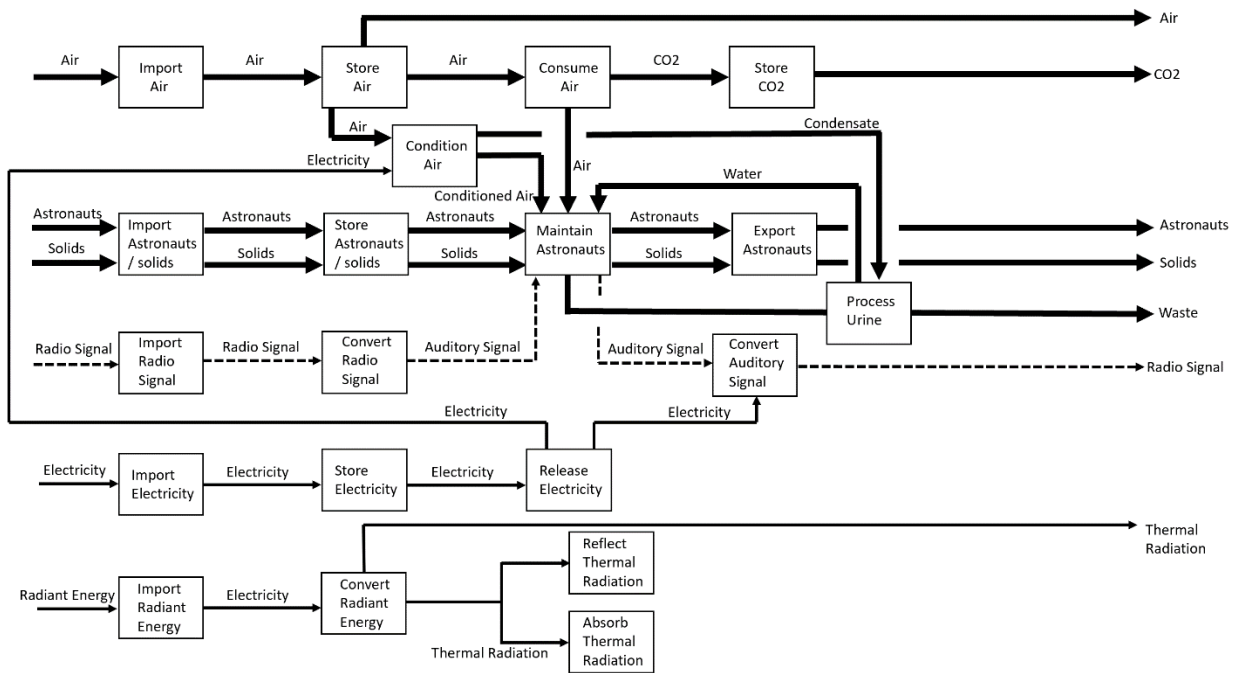 Air
Air
Import
Air
Air
Store
Air
Air
Consume
Air
CO2
Store
CO2
CO2
Air
Condition
Air
Condensate
Electricity
Air
Water
Conditioned Air
Astronauts
Solids
Import
Astronauts
/ solids
Astronauts
Solids
Store
Astronauts
/ solids
Astronauts
Solids
Maintain
Astronauts
Astronauts
Solids
Export
Astronauts
Astronauts
Solids
Process
Urine
Waste
Radio Signal
Import
Radio
Signal
Radio Signal
Convert
Radio
Signal
Auditory Signal
Auditory Signal
Convert
Auditory
Signal
Radio Signal
Electricity
Electricity
Electricity
Import
Electricity
Electricity
Store
Electricity
Electricity
Release
Electricity
Thermal
Radiation
Reflect
Thermal
Radiation
Radiant Energy
Import
Radiant
Energy
Electricity
Convert
Radiant
Energy
Thermal Radiation
Absorb
Thermal
Radiation